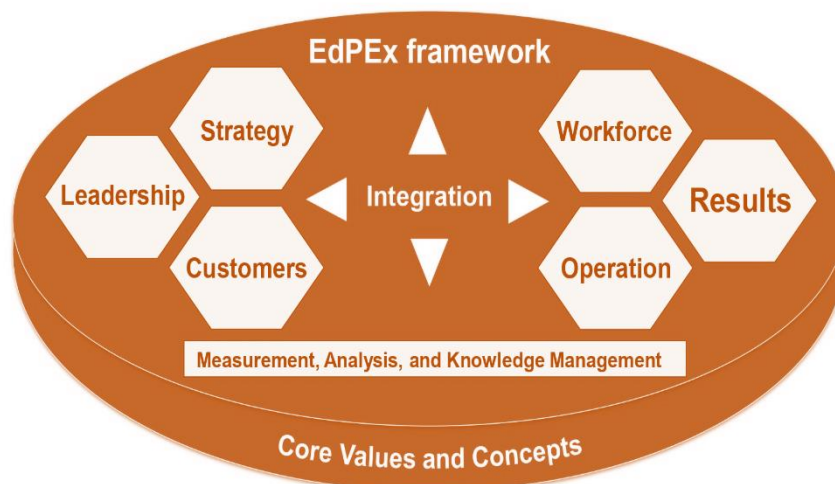 EdPEx framework
Strategy
Workforce
Leadership
Integration
Results
Customers
Operation
Measurement, Analysis, and Knowledge Management
Core Values and Concepts